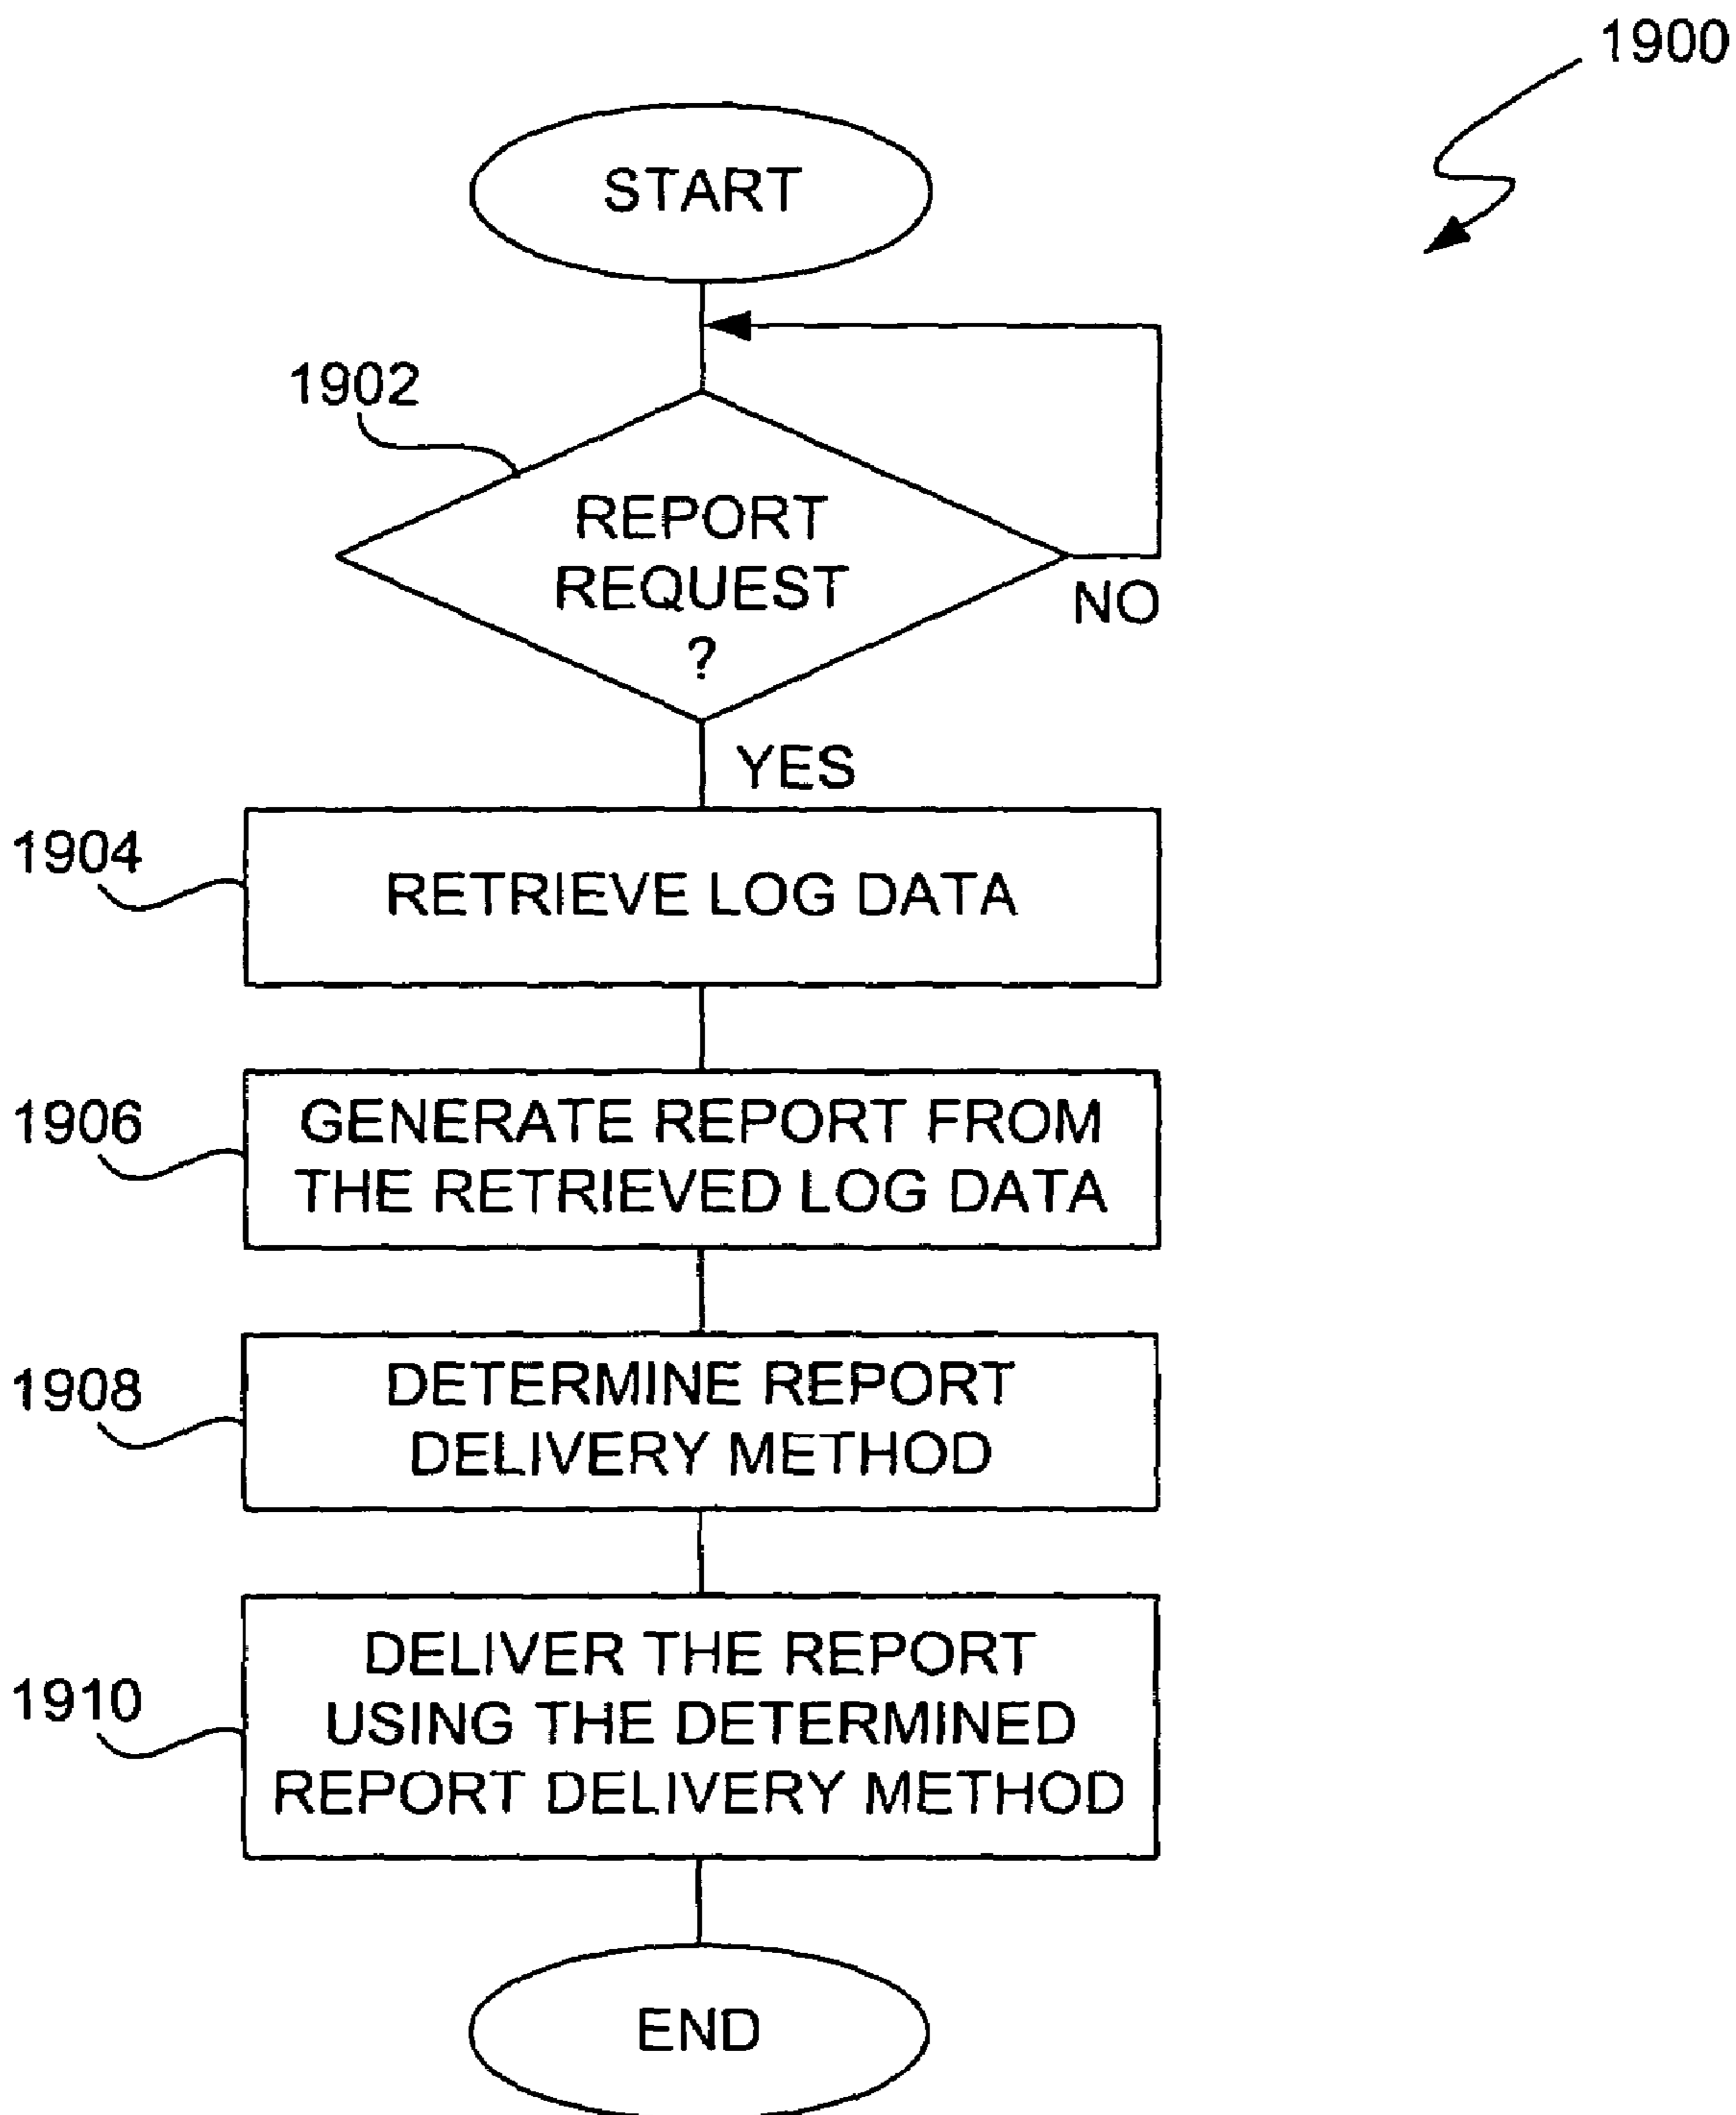 1900
START
1902
REPORT
REQUEST
?
NO
YES
1904
RETRIEVE LOG DATA
1906
GENERATE REPORT FROM
THE RETRIEVED LOG DATA
1908
DETERMINE REPORT
DELIVERY METHOD
1910
DELIVER THE REPORT
USING THE DETERMINED
REPORT DELIVERY METHOD
END